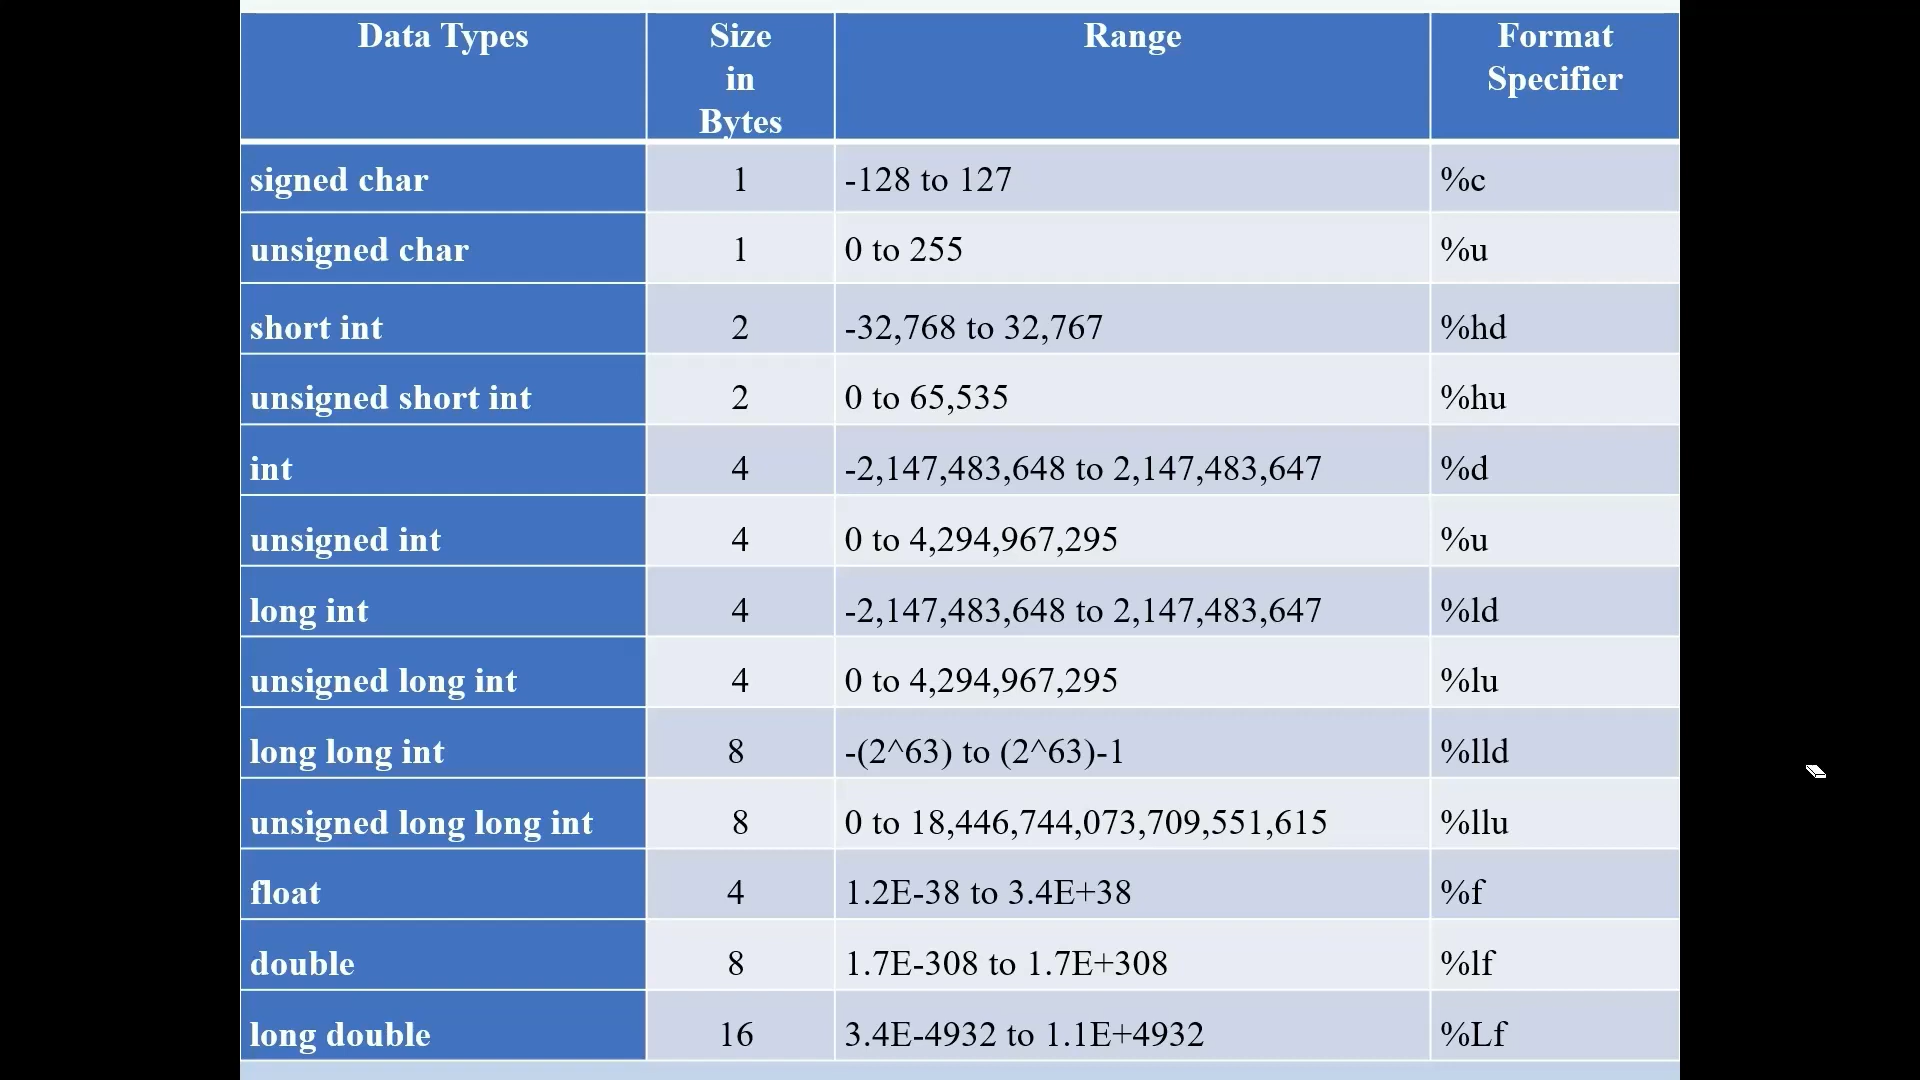 Data Types Size in Bytes Range Format Specifier
signed char 1 -128 to 127 %c
unsigned char 1 0 to 255 %u
short int 2 -32,768 to 32,767 %hd
unsigned short int 2 0 to 65,535 %hu
int 4 -2,147,483,648 to 2,147,483,647 %d
unsigned int 4 0 to 4,294,967,295 %u
long int 4 -2,147,483,648 to 2,147,483,647 %ld
unsigned long int 4 0 to 4,294,967,295 %lu
long long int 8 -(2^63) to (2^63)-1 %lld
unsigned long long int 8 0 to 18,446,744,073,709,551,615 %llu
float 4 1.2E-38 to 3.4E+38 %f
double 8 1.7E-308 to 1.7E+308 %lf
long double 16 3.4E-4932 to 1.1E+4932 %Lf